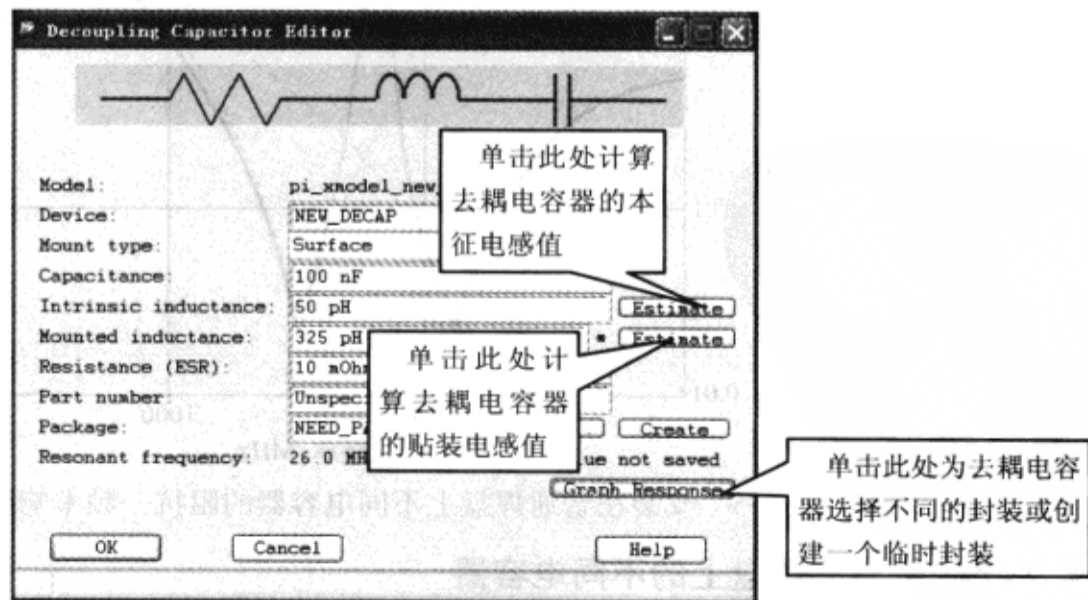 Decoupling Capacitor Editor
单击此处计算
去耦电容器的本
征电感值
Model: pi_xmodel_new_
Device: NEW_DECAP
Mount type: Surface
Capacitance: 100 nF
Intrinsic inductance: 50 pH Estimate
Mounted inductance: 325 pH * Estimate
单击此处计
算去耦电容器
的贴装电感值
Resistance (ESR): 10 mOhm
Part number: Unspec
Package: NEED_PA Create
Resonant frequency: 26.0 MH ue not saved
Graph Response
单击此处为去耦电容
器选择不同的封装或创
建一个临时封装
OK Cancel Help